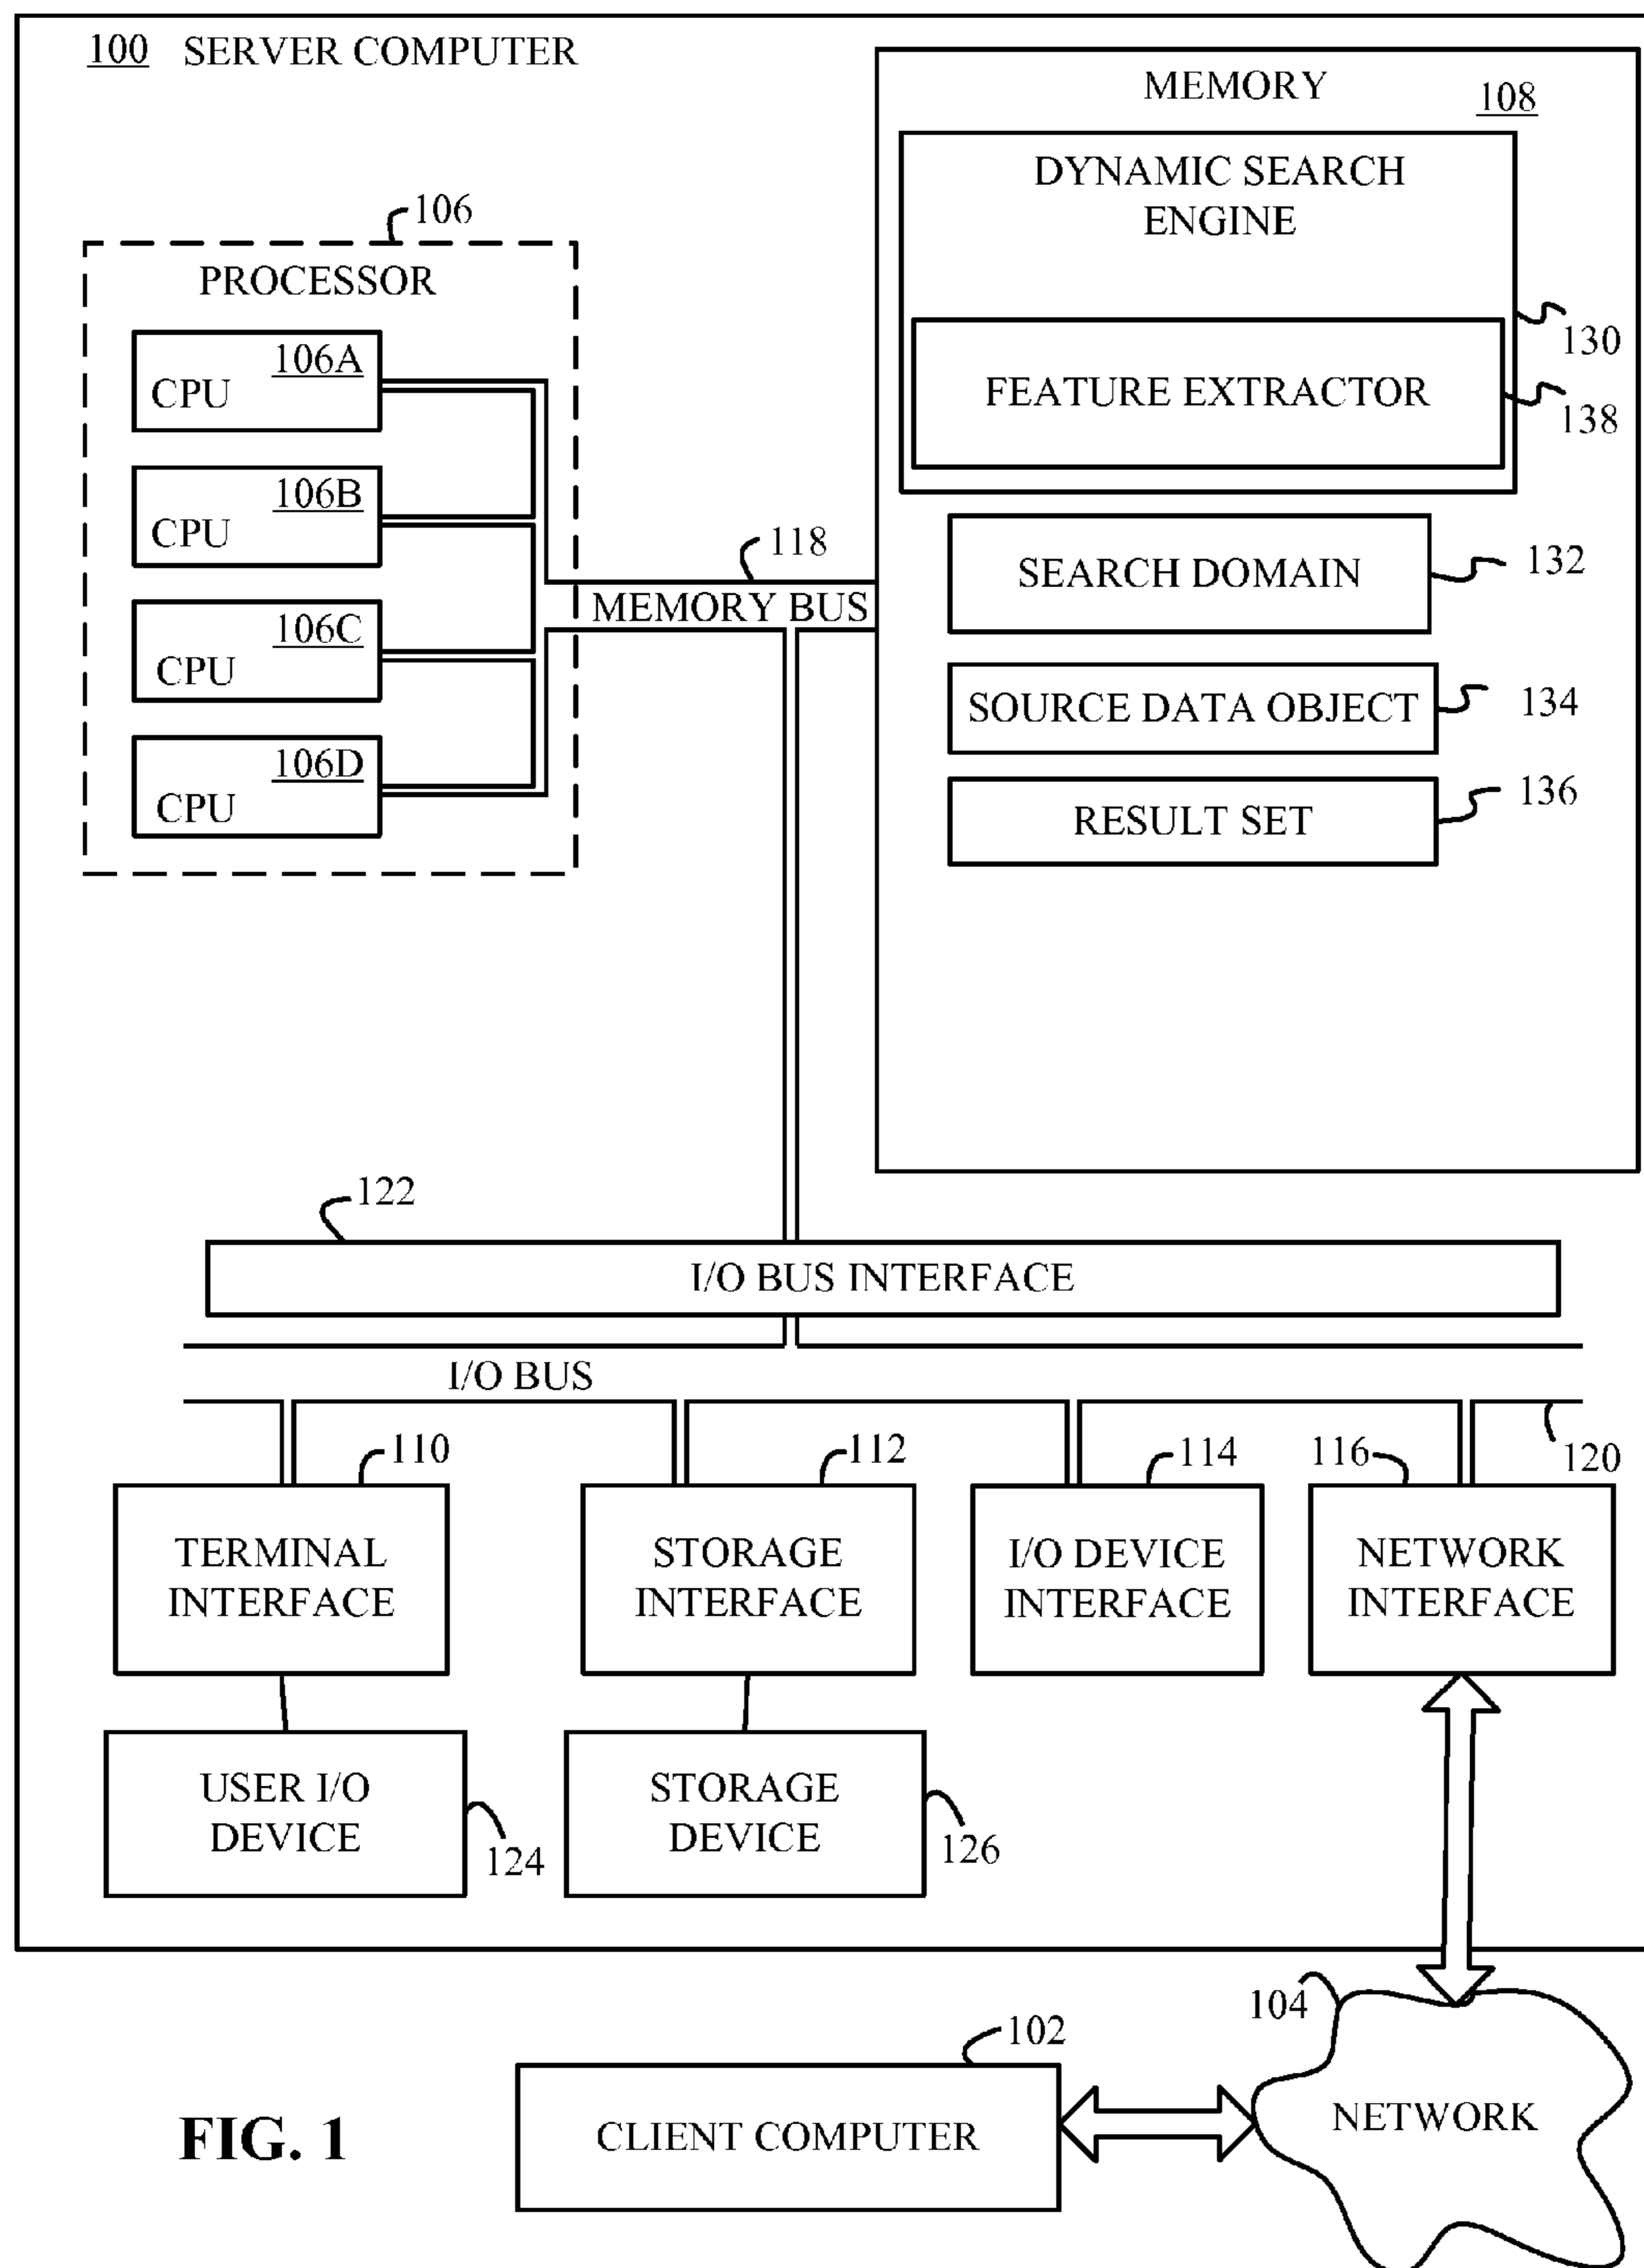 100 SERVER COMPUTER
MEMORY
108
DYNAMIC SEARCH
ENGINE
130
FEATURE EXTRACTOR
138
106
PROCESSOR
106A
CPU
106B
CPU
106C
CPU
106D
CPU
118
MEMORY BUS
SEARCH DOMAIN
132
SOURCE DATA OBJECT
134
RESULT SET
136
122
I/O BUS INTERFACE
I/O BUS
120
110
TERMINAL
INTERFACE
112
STORAGE
INTERFACE
114
I/O DEVICE
INTERFACE
116
NETWORK
INTERFACE
USER I/O
DEVICE
124
STORAGE
DEVICE
126
104
NETWORK
102
CLIENT COMPUTER
FIG. 1